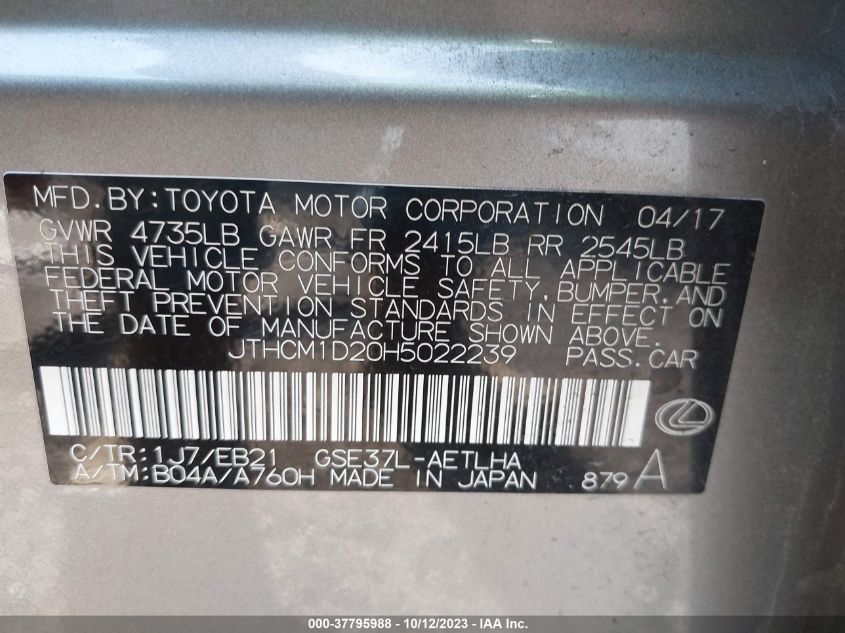 MFD. BY: TOYOTA MOTOR CORPORATION 04/17
GVWR 4735LB GAWR FR 2415LB RR 2545LB
THIS VEHICLE CONFORMS TO ALL APPLICABLE
FEDERAL MOTOR VEHICLE SAFETY, BUMPER, AND
THEFT PREVENTION STANDARDS IN EFFECT ON
THE DATE OF MANUFACTURE SHOWN ABOVE.
JTHCM1D20H5022239 PASS. CAR
C/TR: 1J7/EB21 GSE37L-AETLHA
A/TM: B04A/A760H MADE IN JAPAN 879 A
000-37795988 - 10/12/2023 - IAA Inc.